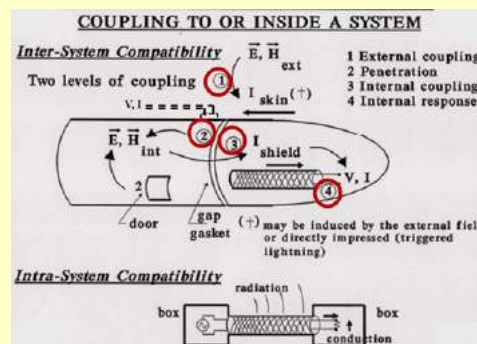 COUPLING TO OR INSIDE A SYSTEM
Inter-System Compatibility
E, H ext
1 External coupling
2 Penetration
3 Internal coupling
4 Internal response
Two levels of coupling
1
I skin (†)
V, I
E, H int
2
3
I shield
V, I
4
2
door
gap
gasket
(†) may be induced by the external fiel
or directly impressed (triggered
lightning)
Intra-System Compatibility
radiation
box
box
conduction